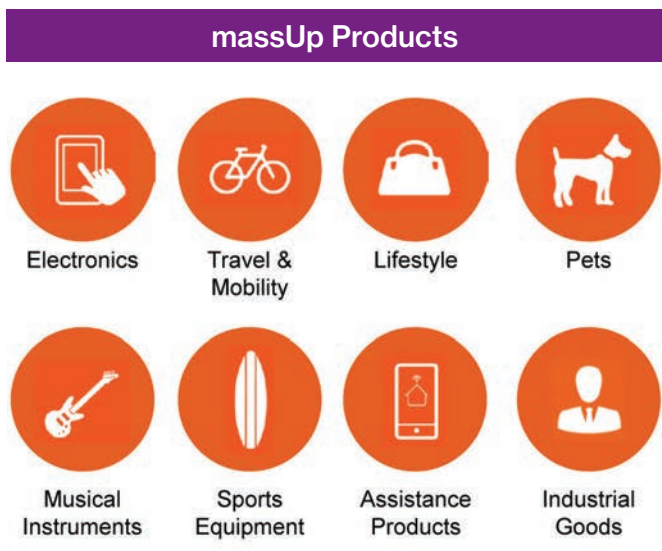 massUp Products
Electronics
Travel &
Mobility
Lifestyle
Pets
Musical
Instruments
Sports
Equipment
Assistance
Products
Industrial
Goods